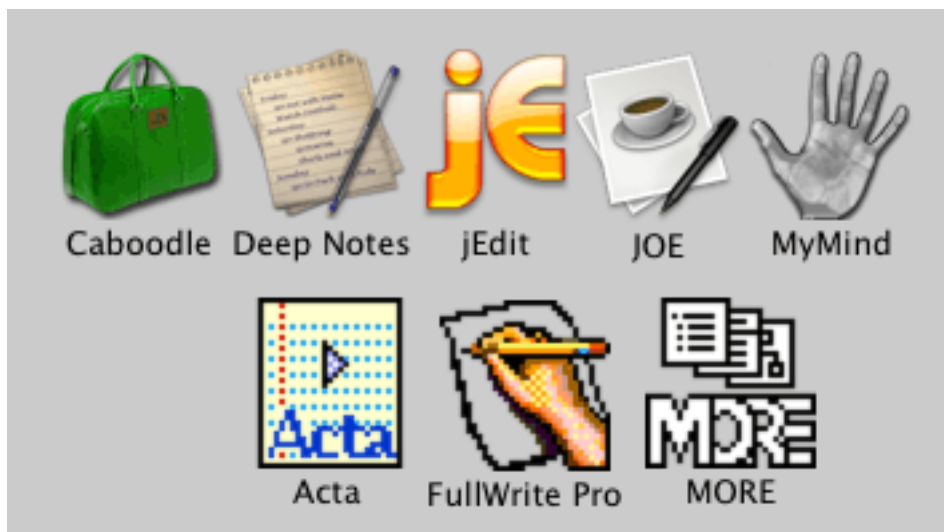 jE
Caboodle
Deep Notes
jEdit
JOE
MyMind
Acta
MORE
Acta
FullWrite Pro
MORE